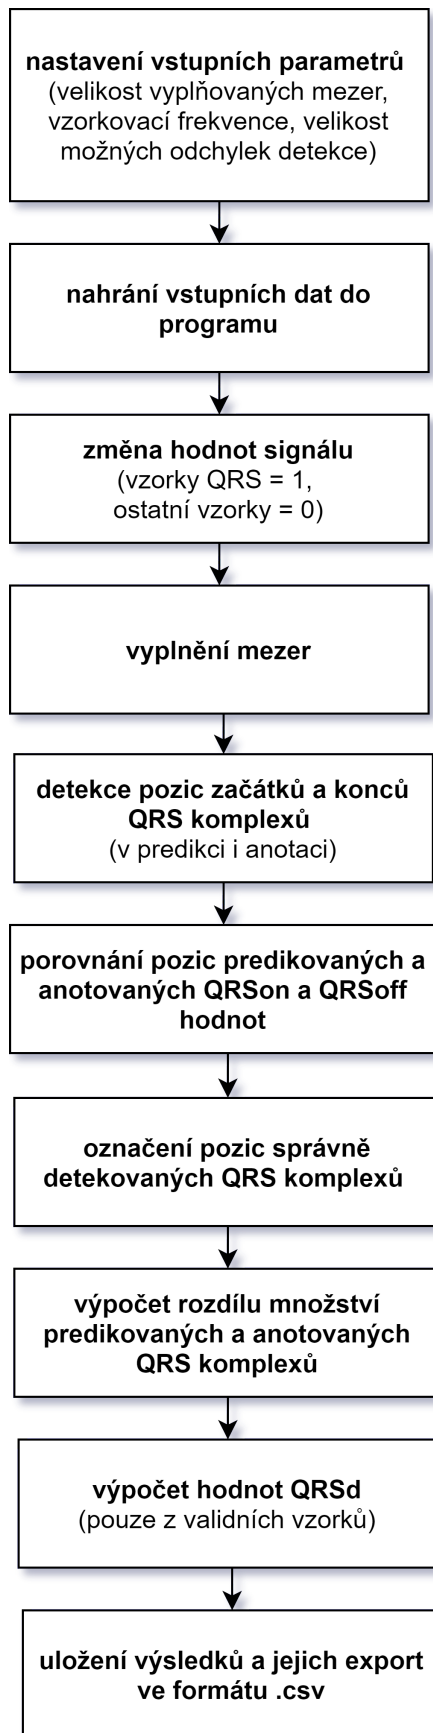 nastavení vstupních parametrů
(velikost vyplňovaných mezer,
vzorkovací frekvence, velikost
možných odchylek detekce)
nahrání vstupních dat do
programu
změna hodnot signálu
(vzorky QRS = 1,
ostatní vzorky = 0)
vyplnění mezer
detekce pozic začátků a konců
QRS komplexů
(v predikci i anotaci)
porovnání pozic predikovaných a
anotovaných QRSon a QRSoff
hodnot
označení pozic správně
detekovaných QRS komplexů
výpočet rozdílu množství
predikovaných a anotovaných
QRS komplexů
výpočet hodnot QRSd
(pouze z validních vzorků)
uložení výsledků a jejich export
ve formátu .csv